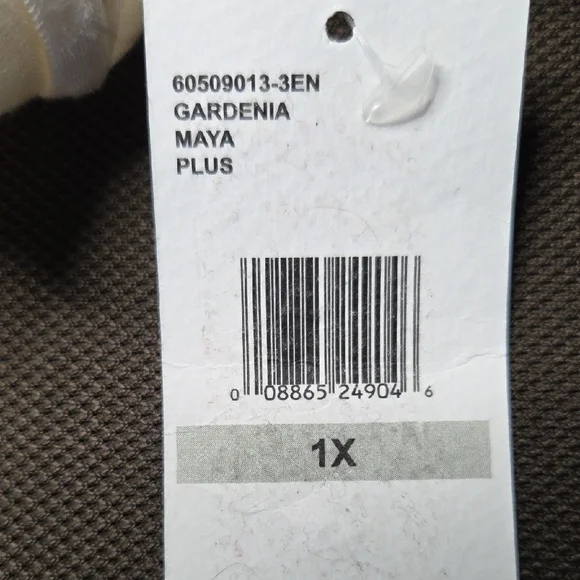 60509013-3EN
GARDENIA
MAYA
PLUS
0 08865 24904 6
1X